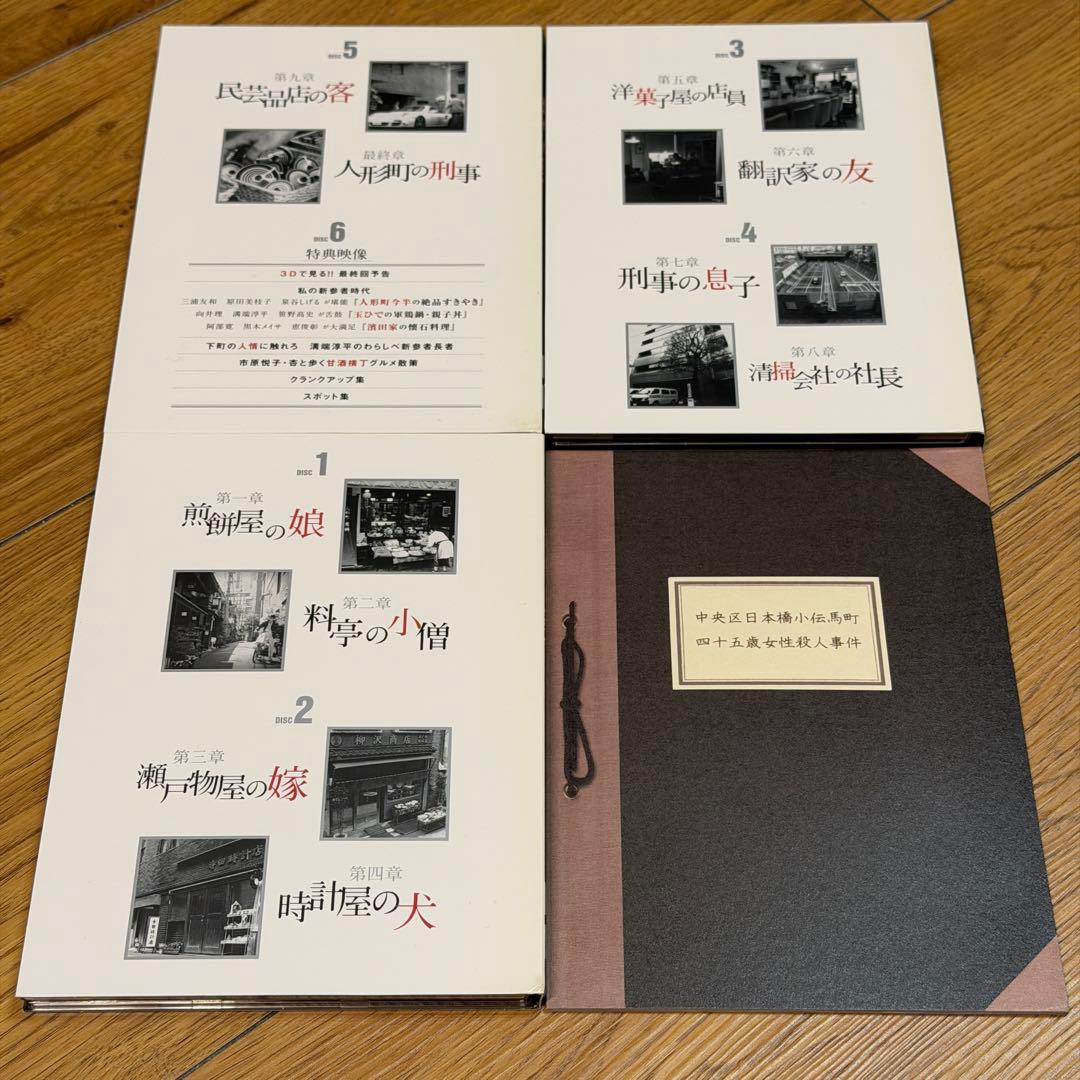 DISC 5
第九章
民芸品店の客
最終章
人形町の刑事
DISC 6
特典映像
3Dで見る!! 最終回予告
私の新参者時代
三浦友和 原田美枝子 泉谷しげる が堪能『人形町今半の絶品すきやき』
向井理 溝端淳平 笹野高史 が舌鼓『玉ひでの軍鶏鍋・親子丼』
阿部寛 黒木メイサ 恵俊彰 が大満足『濱田家の懐石料理』
下町の人情に触れろ 溝端淳平のわらしべ新参者長者
市原悦子・杏と歩く甘酒横丁グルメ散策
クランクアップ集
スポット集
DISC 3
第五章
洋菓子屋の店員
第六章
翻訳家の友
DISC 4
第七章
刑事の息子
第八章
清掃会社の社長
DISC 1
第一章
煎餅屋の娘
第二章
料亭の小僧
DISC 2
第三章
瀬戸物屋の嫁
柳沢商店
第四章
時計屋の犬
寺田時計店
中央区日本橋小伝馬町
四十五歳女性殺人事件